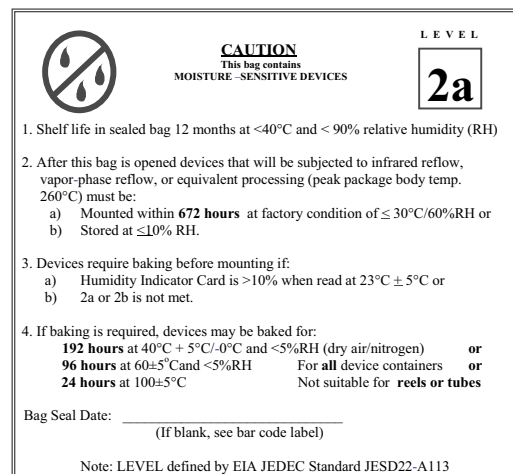 L E V E L
CAUTION
This bag contains
MOISTURE –SENSITIVE DEVICES
2a
1. Shelf life in sealed bag 12 months at <40°C and < 90% relative humidity (RH)
2. After this bag is opened devices that will be subjected to infrared reflow,
vapor-phase reflow, or equivalent processing (peak package body temp.
260°C) must be:
a) Mounted within 672 hours at factory condition of ≤ 30°C/60%RH or
b) Stored at ≤10% RH.
3. Devices require baking before mounting if:
a) Humidity Indicator Card is >10% when read at 23°C ± 5°C or
b) 2a or 2b is not met.
4. If baking is required, devices may be baked for:
192 hours at 40°C + 5°C/-0°C and <5%RH (dry air/nitrogen) or
96 hours at 60±5°Cand <5%RH For all device containers or
24 hours at 100±5°C Not suitable for reels or tubes
Bag Seal Date: ______________________________
(If blank, see bar code label)
Note: LEVEL defined by EIA JEDEC Standard JESD22-A113